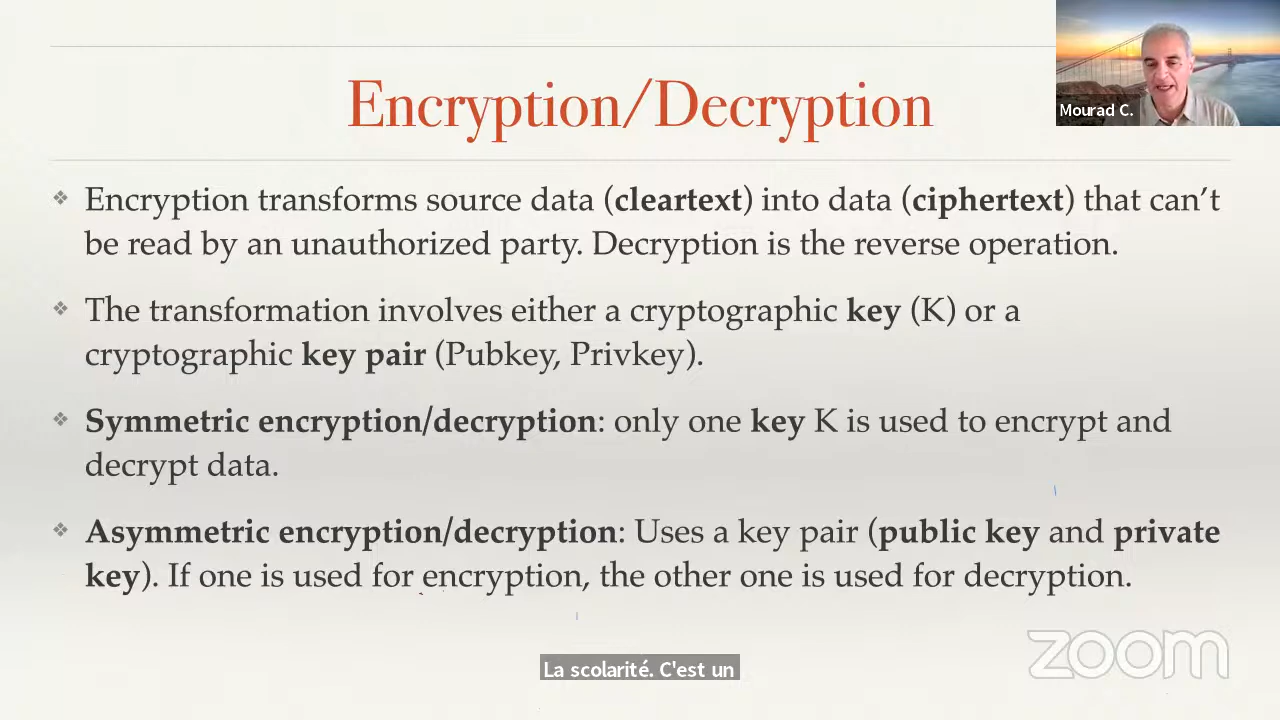 Encryption/Decryption
Mourad C.
❖ Encryption transforms source data (cleartext) into data (ciphertext) that can’t
be read by an unauthorized party. Decryption is the reverse operation.
❖ The transformation involves either a cryptographic key (K) or a
cryptographic key pair (Pubkey, Privkey).
❖ Symmetric encryption/decryption: only one key K is used to encrypt and
decrypt data.
❖ Asymmetric encryption/decryption: Uses a key pair (public key and private
key). If one is used for encryption, the other one is used for decryption.
zoom
La scolarité. C'est un